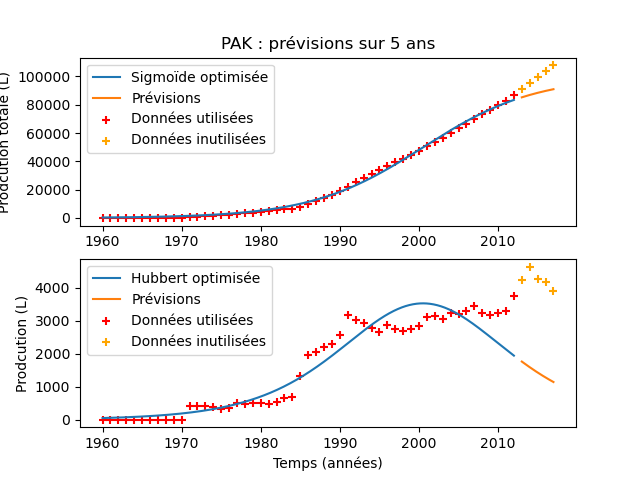 PAK : prévisions sur 5 ans
Prodcution totale (L)
100000
80000
60000
40000
20000
0
Sigmoïde optimisée
Prévisions
Données utilisées
Données inutilisées
1960 1970 1980 1990 2000 2010
Prodcution (L)
4000
3000
2000
1000
0
Hubbert optimisée
Prévisions
Données utilisées
Données inutilisées
1960 1970 1980 1990 2000 2010
Temps (années)